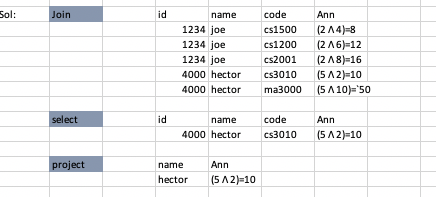 Sol: Join id name code Ann
1234 joe cs1500 (2 Λ 4)=8
1234 joe cs1200 (2 Λ 6)=12
1234 joe cs2001 (2 Λ 8)=16
4000 hector cs3010 (5 Λ 2)=10
4000 hector ma3000 (5 Λ 10)=`50
select id name code Ann
4000 hector cs3010 (5 Λ 2)=10
project name Ann
hector (5 Λ 2)=10